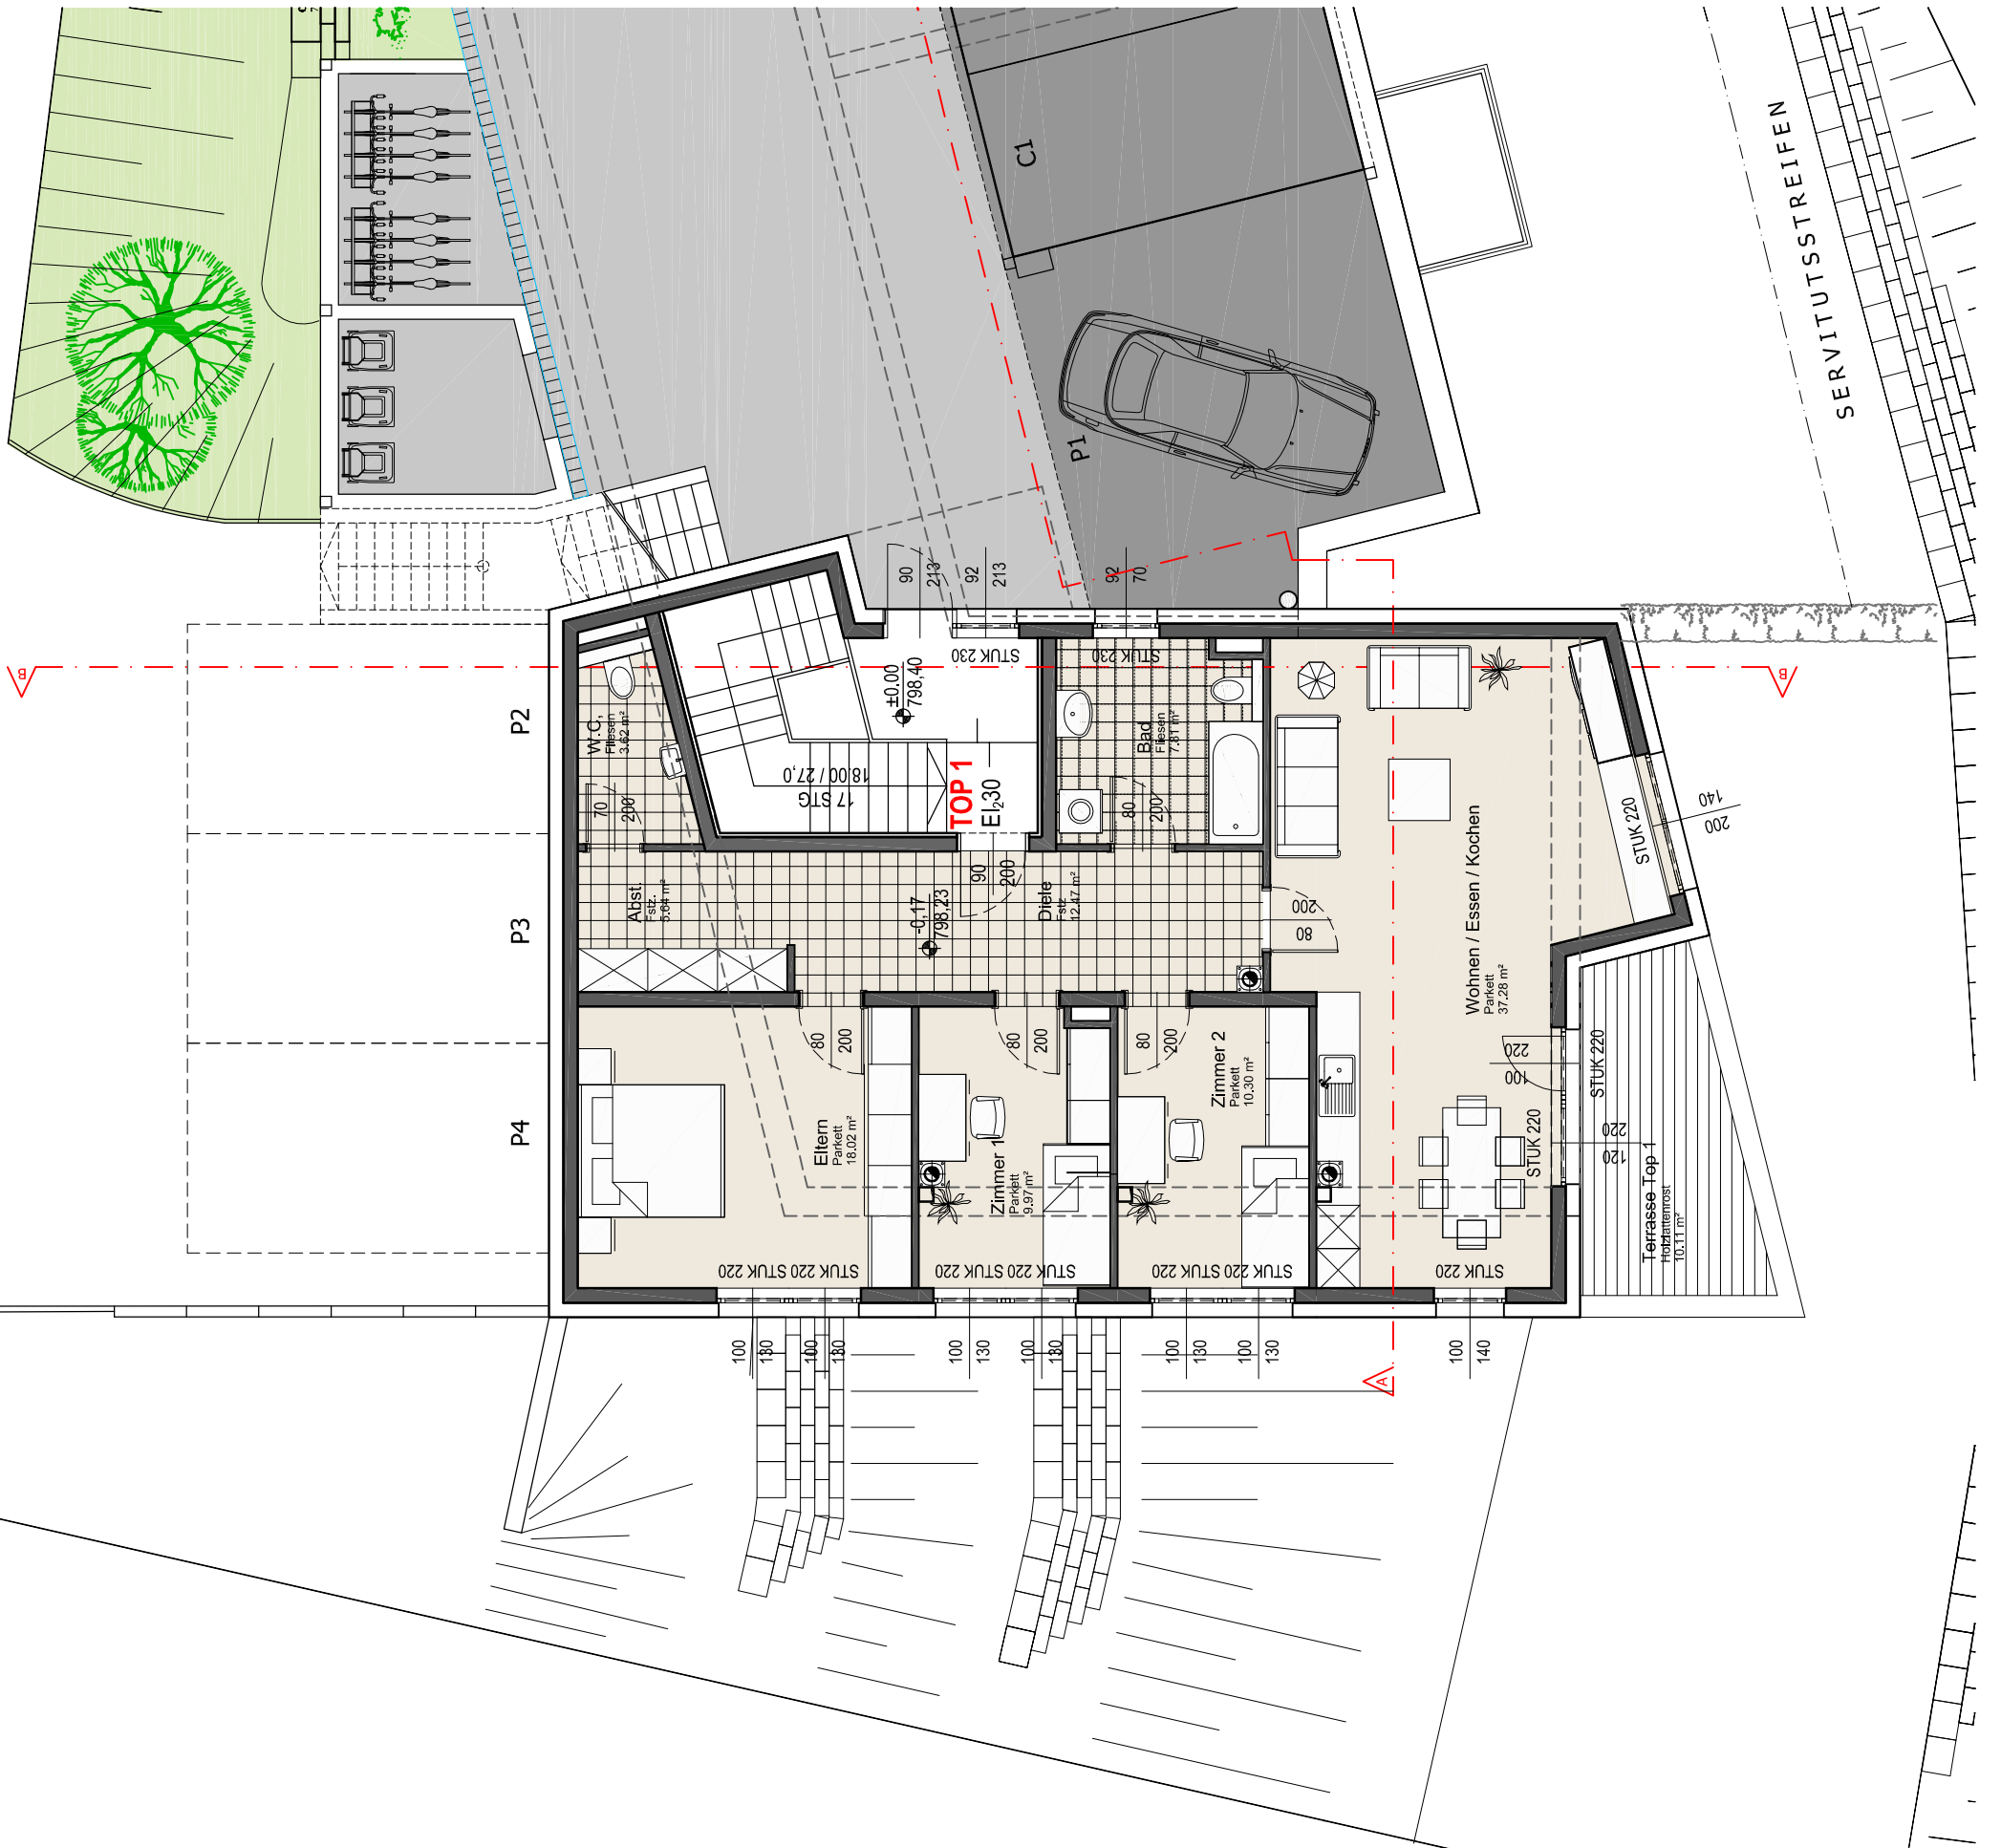 C1
P1
SERVITUTSSTREIFEN
90
213
92
213
92
70
STUK 230
STUK 230
B
B
P2
P3
P4
W.C.
Fliesen
3.62 m²
70
200
±0.00
798,40
17 STG
18.00 / 27,0
TOP 1
EI₂30
Bad
Fliesen
7.81 m²
80
200
Abst.
Fstz.
5.64 m²
-0,17
798,23
90
200
Diele
Fstz.
12.47 m²
80
200
Wohnen / Essen / Kochen
Parkett
37.28 m²
STUK 220
140
200
Eltern
Parkett
18.02 m²
80
200
Zimmer 1
Parkett
9.97 m²
80
200
Zimmer 2
Parkett
10.30 m²
80
200
100
220
STUK 220
120
220
STUK 220
Terrasse Top 1
Holzlattenrost
10.11 m²
STUK 220
STUK 220
STUK 220
STUK 220
STUK 220
STUK 220
STUK 220
100
130
100
130
100
130
100
130
100
130
100
130
100
140
A